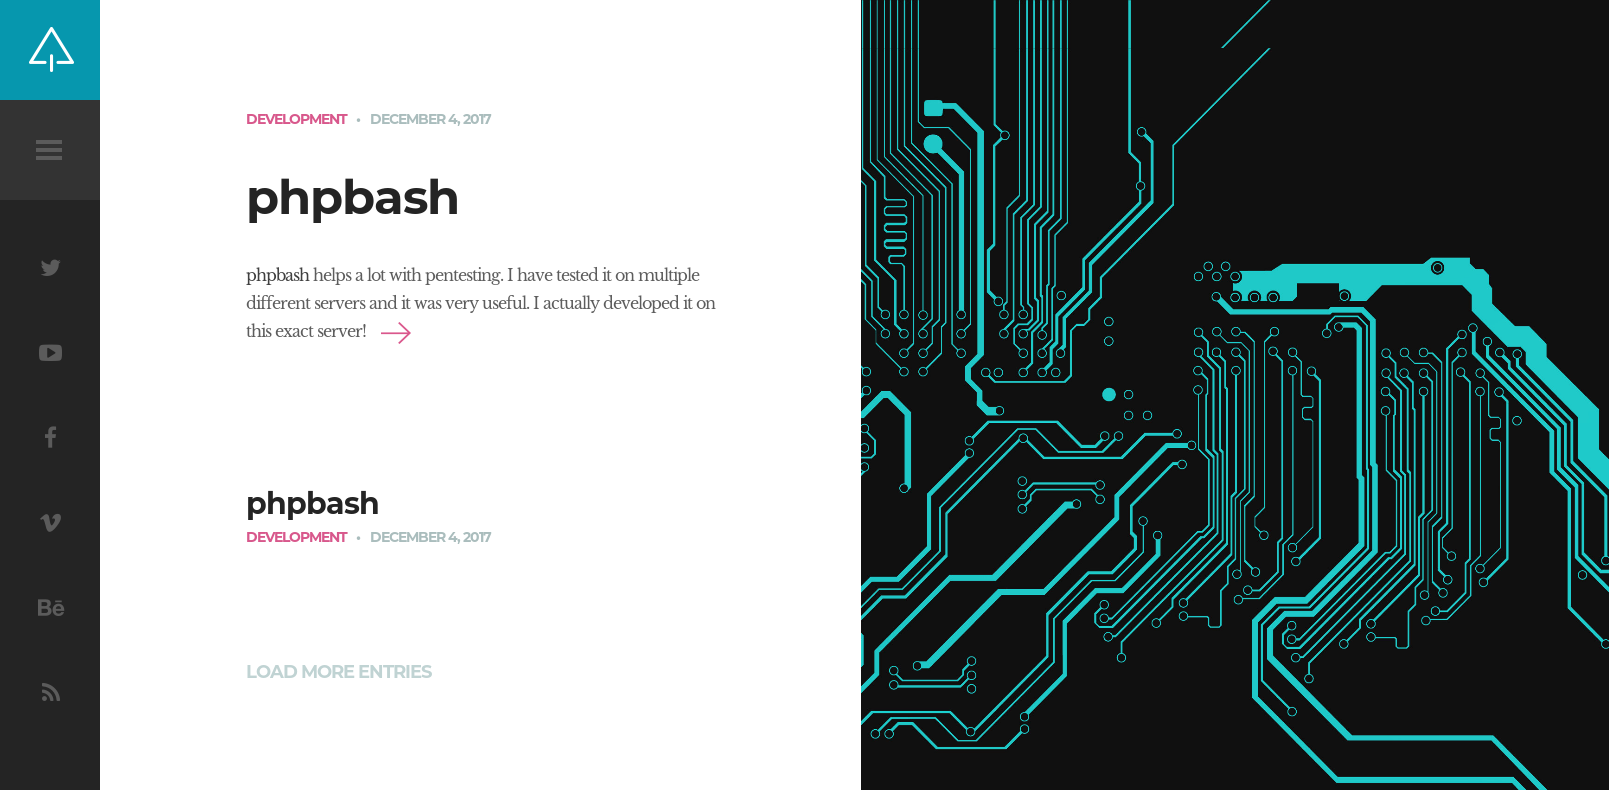 DEVELOPMENT • DECEMBER 4, 2017
phpbash
phpbash helps a lot with pentesting. I have tested it on multiple
different servers and it was very useful. I actually developed it on
this exact server!
phpbash
DEVELOPMENT • DECEMBER 4, 2017
Bē
LOAD MORE ENTRIES